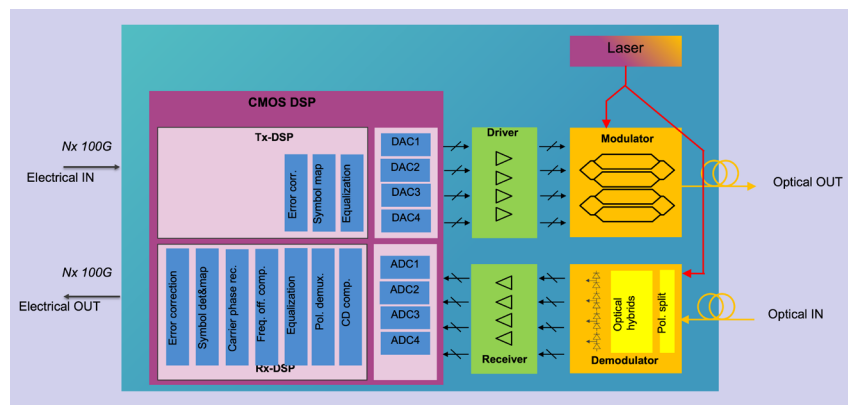 Laser
CMOS DSP
Tx-DSP
Nx 100G
Electrical IN
Error corr.
Symbol map
Equalization
DAC1
DAC2
DAC3
DAC4
Driver
Modulator
Optical OUT
Nx 100G
Electrical OUT
Error correction
Symbol det&map
Carrier phase rec.
Freq. off. comp.
Equalization
Pol. demux.
CD comp.
Rx-DSP
ADC1
ADC2
ADC3
ADC4
Receiver
Optical
hybrids
Pol. split
Demodulator
Optical IN